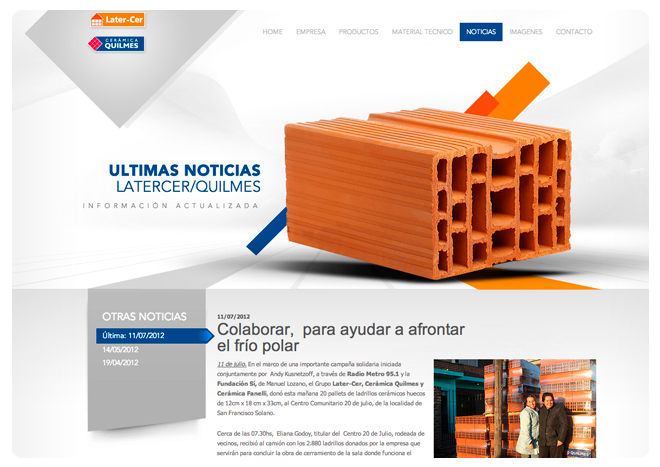 Later-Cer
CERÁMICA
QUILMES
HOME EMPRESA PRODUCTOS MATERIAL TECNICO NOTICIAS IMAGENES CONTACTO
ULTIMAS NOTICIAS
LATERCER/QUILMES
INFORMACIÓN ACTUALIZADA
OTRAS NOTICIAS
Última: 11/07/2012
14/05/2012
19/04/2012
11/07/2012
Colaborar, para ayudar a afrontar
el frío polar
11 de julio. En el marco de una importante campaña solidaria iniciada
conjuntamente por Andy Kusnetzoff, a través de Radio Metro 95.1 y la
Fundación Sí, de Manuel Lozano, el Grupo Later-Cer, Cerámica Quilmes y
Cerámica Fanelli, donó esta mañana 20 pallets de ladrillos cerámicos huecos
de 12cm x 18 cm x 33cm, al Centro Comunitario 20 de julio, de la localidad de
San Francisco Solano.
Cerca de las 07.30hs, Eliana Godoy, titular del Centro 20 de Julio, rodeada de
vecinos, recibió al camión con los 2.880 ladrillos donados por la empresa que
servirán para concluir la obra de cerramiento de la sala donde funciona el
QUILMES